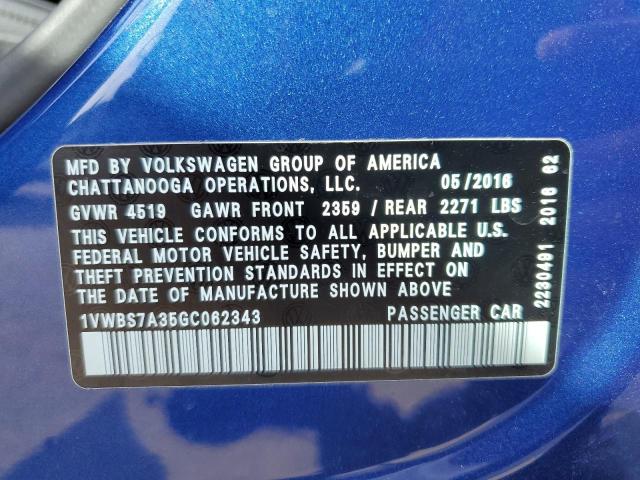 MFD BY VOLKSWAGEN GROUP OF AMERICA
CHATTANOOGA OPERATIONS, LLC. 05/2016
GVWR 4519 GAWR FRONT 2359 / REAR 2271 LBS
THIS VEHICLE CONFORMS TO ALL APPLICABLE U.S.
FEDERAL MOTOR VEHICLE SAFETY, BUMPER AND
THEFT PREVENTION STANDARDS IN EFFECT ON
THE DATE OF MANUFACTURE SHOWN ABOVE
1VWBS7A35GC062343 PASSENGER CAR
2230491 2016 02